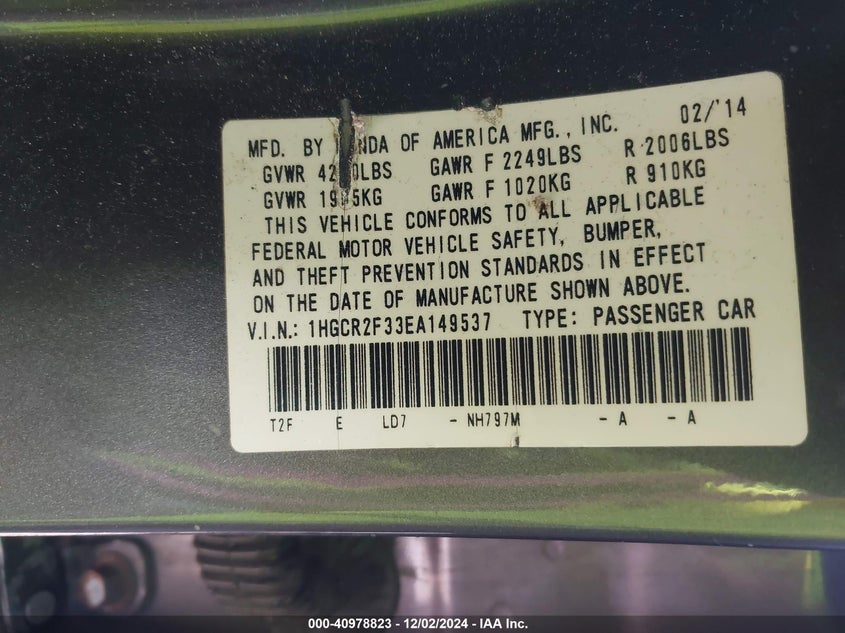 MFD. BY HONDA OF AMERICA MFG., INC. 02/'14
GVWR LBS GAWR F 2249LBS R 2006LBS
GVWR KG GAWR F 1020KG R 910KG
THIS VEHICLE CONFORMS TO ALL APPLICABLE
FEDERAL MOTOR VEHICLE SAFETY, BUMPER,
AND THEFT PREVENTION STANDARDS IN EFFECT
ON THE DATE OF MANUFACTURE SHOWN ABOVE.
V.I.N.: 1HGCR2F33EA149537 TYPE: PASSENGER CAR
T2F E LD7 - NH797M - A - A
000-40978823 - 12/02/2024 - IAA Inc.